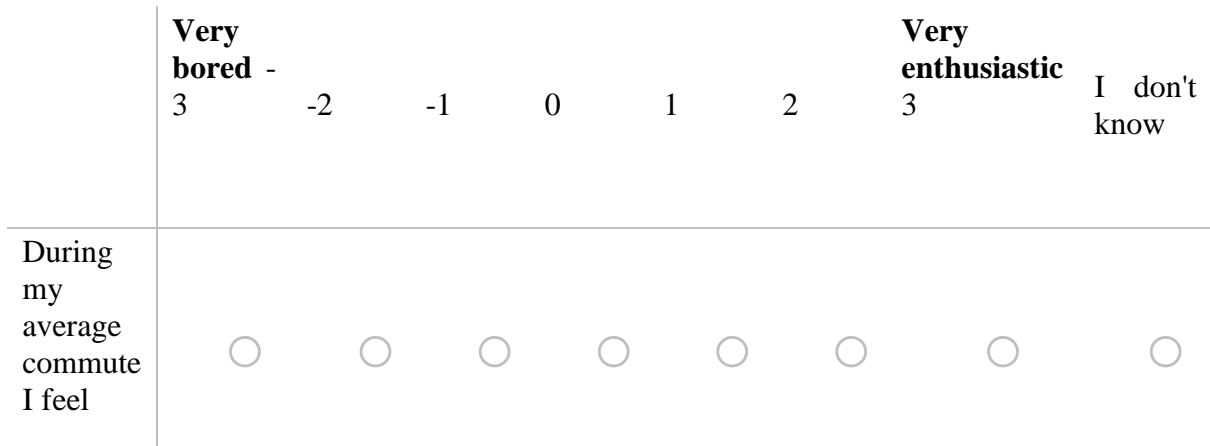 Very
bored -
3
-2
-1
0
1
2
Very
enthusiastic
3
I don't
know
During
my
average
commute
I feel